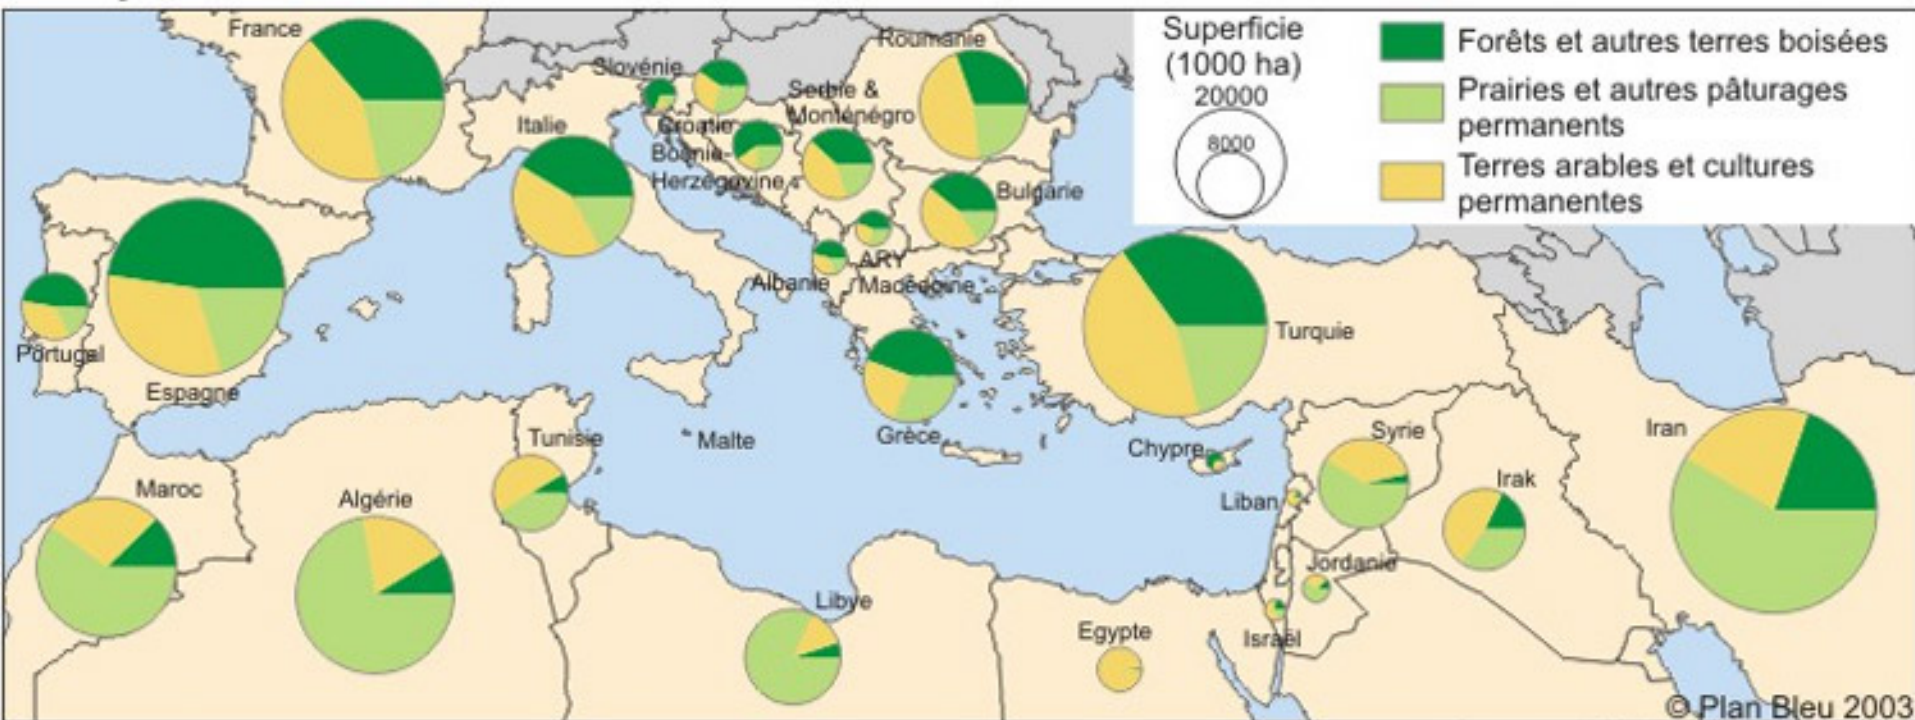 Superficie
(1000 ha)
20000
8000
Forêts et autres terres boisées
Prairies et autres pâturages
permanents
Terres arables et cultures
permanentes
France
Roumanie
Slovénie
Serbie &
Monténégro
Italie
Croatie
Bosnie-
Herzégovine
Bulgarie
ARY
Macédoine
Albanie
Portugal
Espagne
Turquie
Grèce
Malte
Tunisie
Chypre
Syrie
Iran
Maroc
Algérie
Liban
Irak
Jordanie
Libye
Egypte
Israël
© Plan Bleu 2003